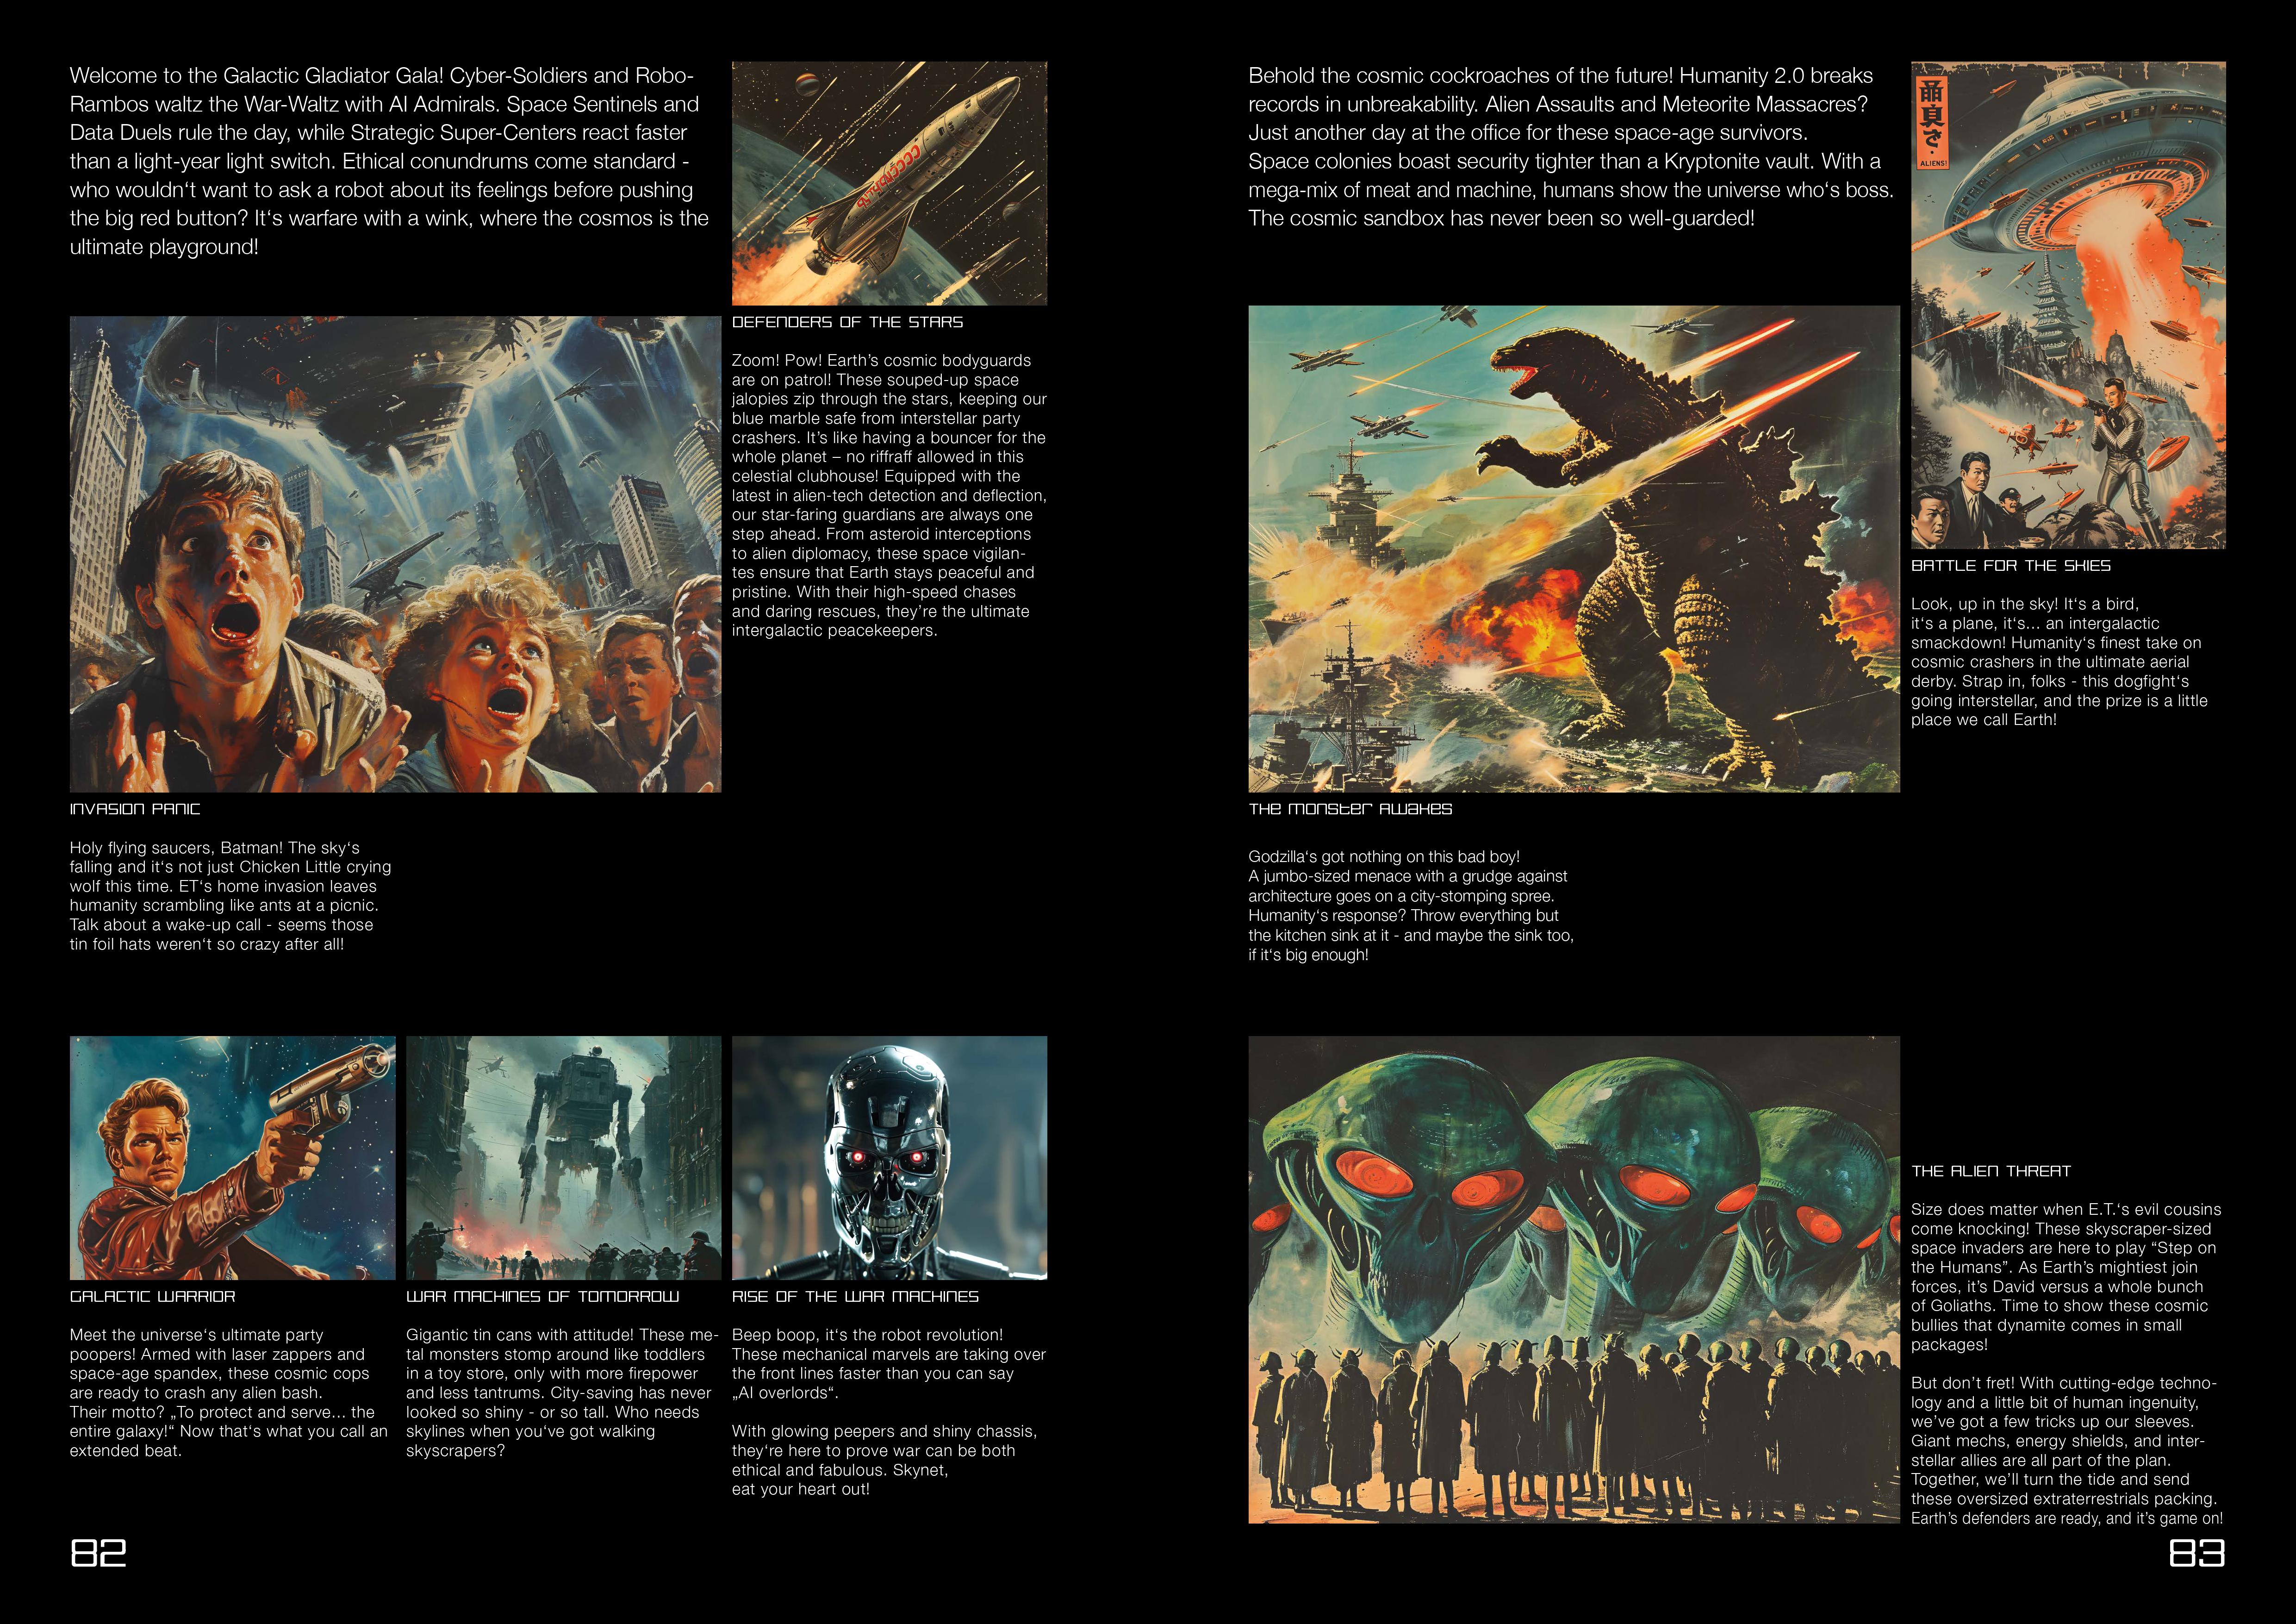 Welcome to the Galactic Gladiator Gala! Cyber-Soldiers and Robo-
Rambos waltz the War-Waltz with AI Admirals. Space Sentinels and
Data Duels rule the day, while Strategic Super-Centers react faster
than a light-year light switch. Ethical conundrums come standard -
who wouldn‘t want to ask a robot about its feelings before pushing
the big red button? It‘s warfare with a wink, where the cosmos is the
ultimate playground!
DEFENDERS OF THE STARS
Zoom! Pow! Earth’s cosmic bodyguards
are on patrol! These souped-up space
jalopies zip through the stars, keeping our
blue marble safe from interstellar party
crashers. It’s like having a bouncer for the
whole planet – no riffraff allowed in this
celestial clubhouse! Equipped with the
latest in alien-tech detection and deflection,
our star-faring guardians are always one
step ahead. From asteroid interceptions
to alien diplomacy, these space vigilan-
tes ensure that Earth stays peaceful and
pristine. With their high-speed chases
and daring rescues, they’re the ultimate
intergalactic peacekeepers.
INVASION PANIC
Holy flying saucers, Batman! The sky‘s
falling and it‘s not just Chicken Little crying
wolf this time. ET‘s home invasion leaves
humanity scrambling like ants at a picnic.
Talk about a wake-up call - seems those
tin foil hats weren‘t so crazy after all!
GALACTIC WARRIOR
Meet the universe‘s ultimate party
poopers! Armed with laser zappers and
space-age spandex, these cosmic cops
are ready to crash any alien bash.
Their motto? „To protect and serve... the
entire galaxy!“ Now that‘s what you call an
extended beat.
WAR MACHINES OF TOMORROW
Gigantic tin cans with attitude! These me-
tal monsters stomp around like toddlers
in a toy store, only with more firepower
and less tantrums. City-saving has never
looked so shiny - or so tall. Who needs
skylines when you‘ve got walking
skyscrapers?
RISE OF THE WAR MACHINES
Beep boop, it‘s the robot revolution!
These mechanical marvels are taking over
the front lines faster than you can say
„AI overlords“.
With glowing peepers and shiny chassis,
they‘re here to prove war can be both
ethical and fabulous. Skynet,
eat your heart out!
82
Behold the cosmic cockroaches of the future! Humanity 2.0 breaks
records in unbreakability. Alien Assaults and Meteorite Massacres?
Just another day at the office for these space-age survivors.
Space colonies boast security tighter than a Kryptonite vault. With a
mega-mix of meat and machine, humans show the universe who‘s boss.
The cosmic sandbox has never been so well-guarded!
ALIENS!
BATTLE FOR THE SKIES
Look, up in the sky! It‘s a bird,
it‘s a plane, it‘s... an intergalactic
smackdown! Humanity‘s finest take on
cosmic crashers in the ultimate aerial
derby. Strap in, folks - this dogfight‘s
going interstellar, and the prize is a little
place we call Earth!
THE MONSTER AWAKES
Godzilla‘s got nothing on this bad boy!
A jumbo-sized menace with a grudge against
architecture goes on a city-stomping spree.
Humanity‘s response? Throw everything but
the kitchen sink at it - and maybe the sink too,
if it‘s big enough!
THE ALIEN THREAT
Size does matter when E.T.‘s evil cousins
come knocking! These skyscraper-sized
space invaders are here to play “Step on
the Humans”. As Earth’s mightiest join
forces, it’s David versus a whole bunch
of Goliaths. Time to show these cosmic
bullies that dynamite comes in small
packages!
But don’t fret! With cutting-edge techno-
logy and a little bit of human ingenuity,
we’ve got a few tricks up our sleeves.
Giant mechs, energy shields, and inter-
stellar allies are all part of the plan.
Together, we’ll turn the tide and send
these oversized extraterrestrials packing.
Earth’s defenders are ready, and it’s game on!
83